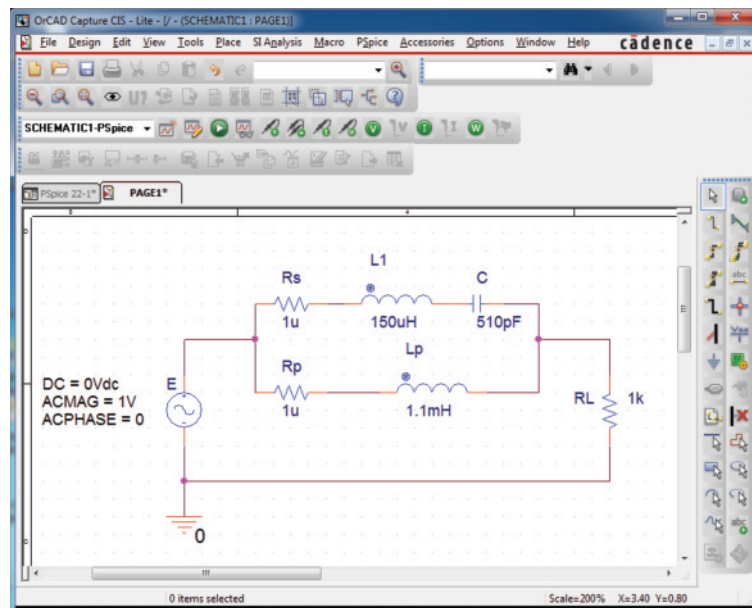 OrCAD Capture CIS - Lite - [/ - (SCHEMATIC1 : PAGE1)]
File Design Edit View Tools Place SI Analysis Macro PSpice Accessories Options Window Help cādence
U?
SCHEMATIC1-PSpice
V V I I W
PSpice 22-1* PAGE1*
abc
L1
Rs C
1u 150uH 510pF
Lp
DC = 0Vdc
ACMAG = 1V
ACPHASE = 0
E Rp
1u 1.1mH
RL 1k
0
abc
0 items selected Scale=200% X=3.40 Y=0.80